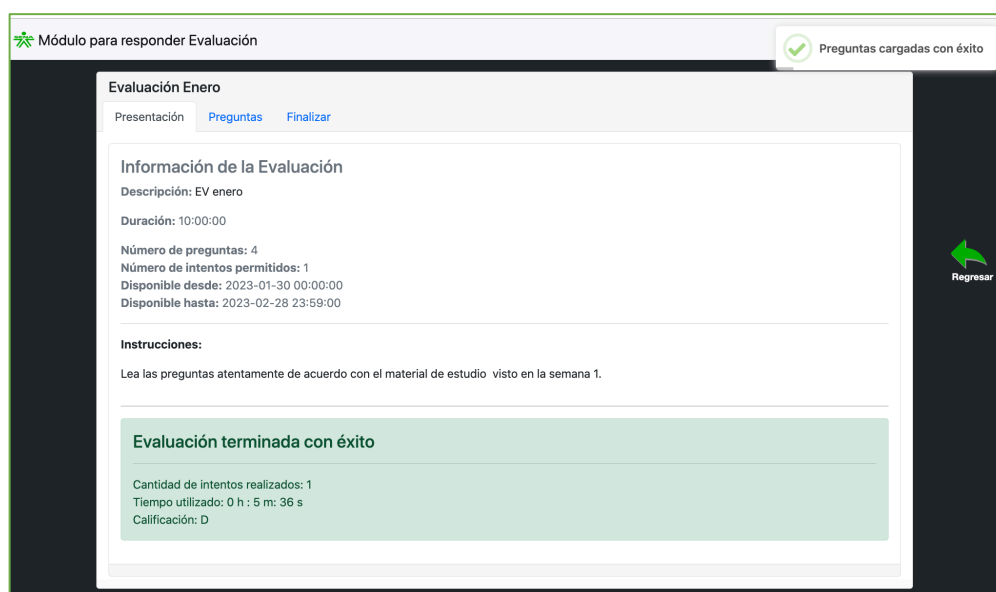 SENA
Módulo para responder Evaluación
Preguntas cargadas con éxito
Evaluación Enero
Presentación Preguntas Finalizar
Información de la Evaluación
Descripción: EV enero
Duración: 10:00:00
Número de preguntas: 4
Número de intentos permitidos: 1
Disponible desde: 2023-01-30 00:00:00
Disponible hasta: 2023-02-28 23:59:00
Regresar
Instrucciones:
Lea las preguntas atentamente de acuerdo con el material de estudio visto en la semana 1.
Evaluación terminada con éxito
Cantidad de intentos realizados: 1
Tiempo utilizado: 0 h : 5 m: 36 s
Calificación: D